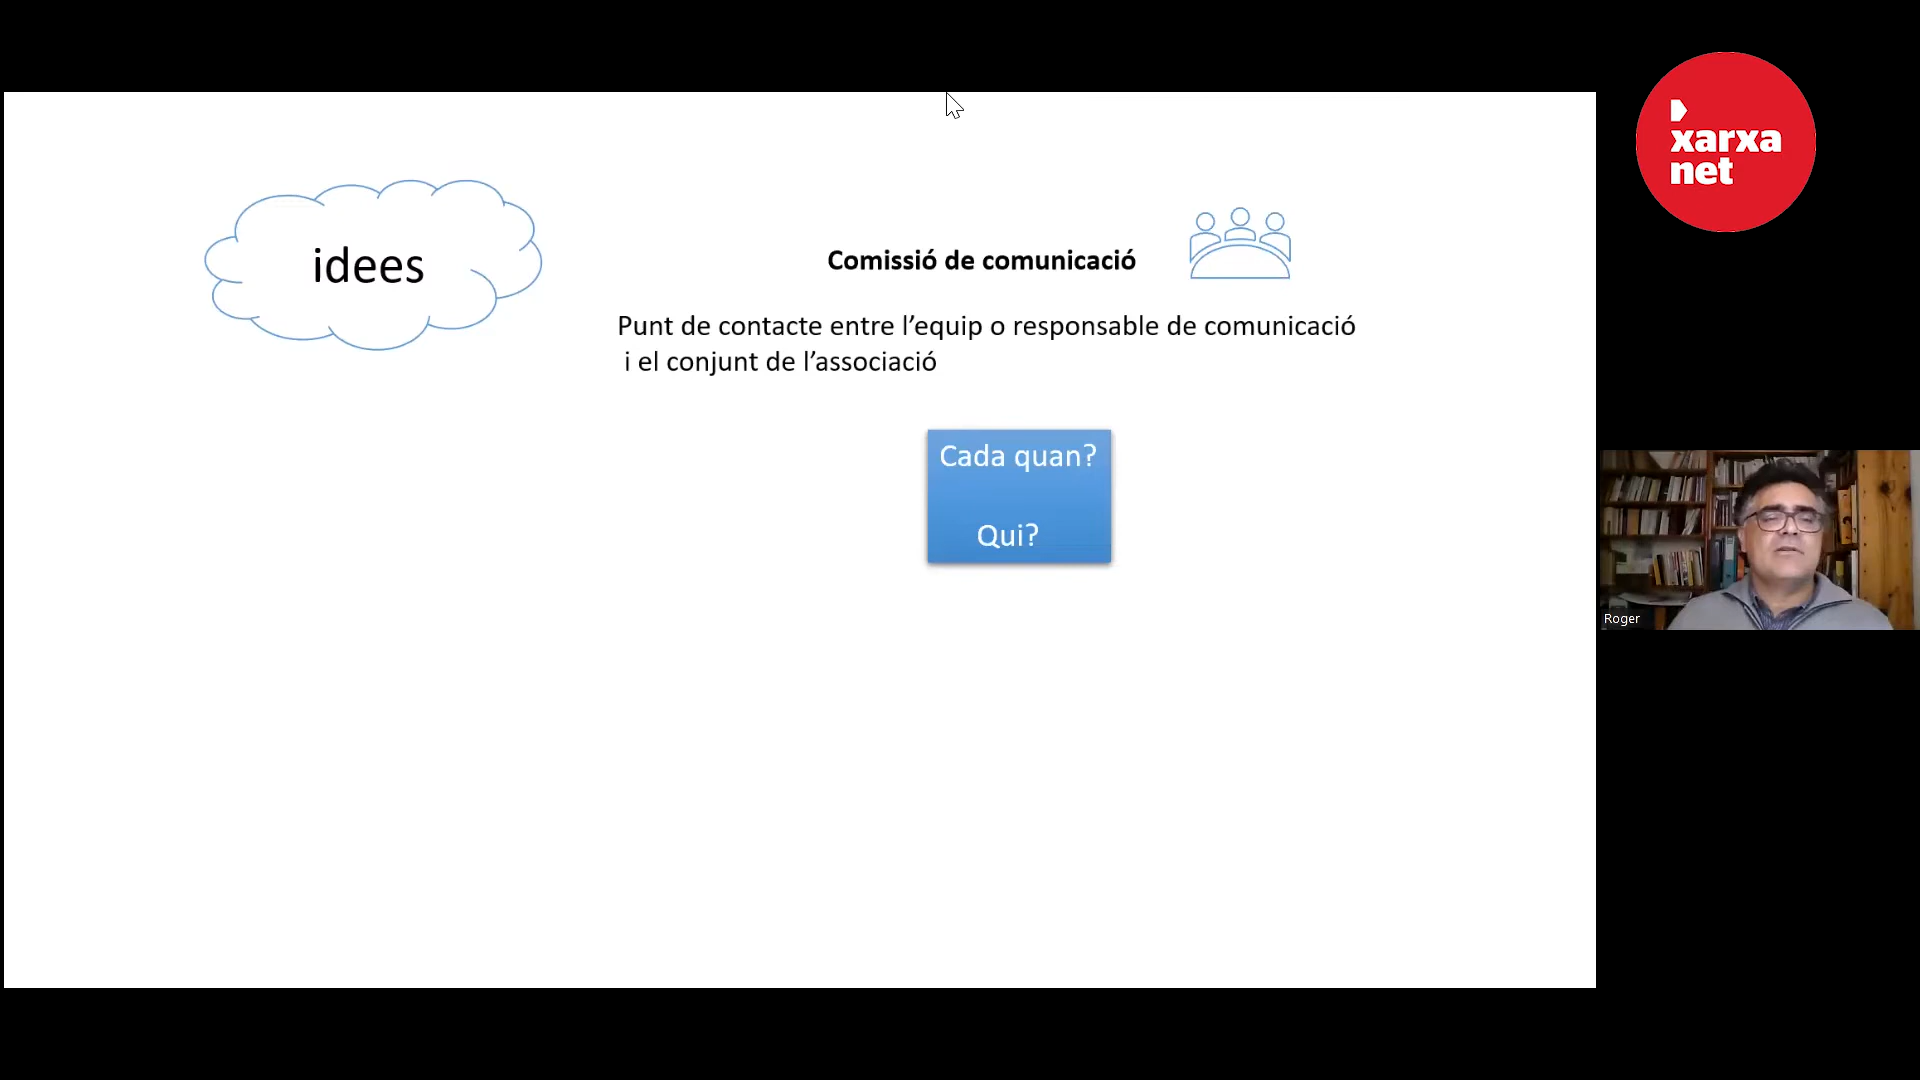 idees
Comissió de comunicació
Punt de contacte entre l’equip o responsable de comunicació
i el conjunt de l’associació
Cada quan?
Qui?
xarxa
net
Roger